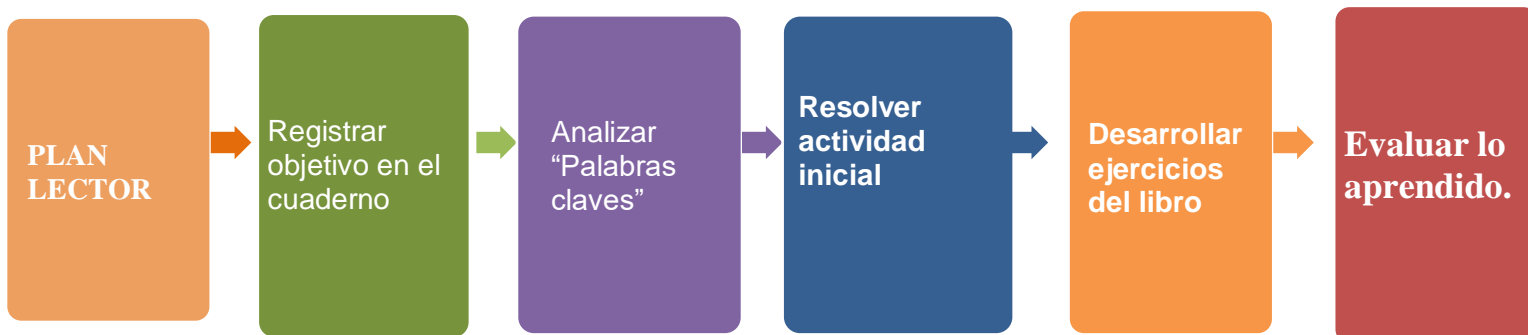 PLAN
LECTOR
Registrar
objetivo en el
cuaderno
Analizar
“Palabras
claves”
Resolver
actividad
inicial
Desarrollar
ejercicios
del libro
Evaluar lo
aprendido.